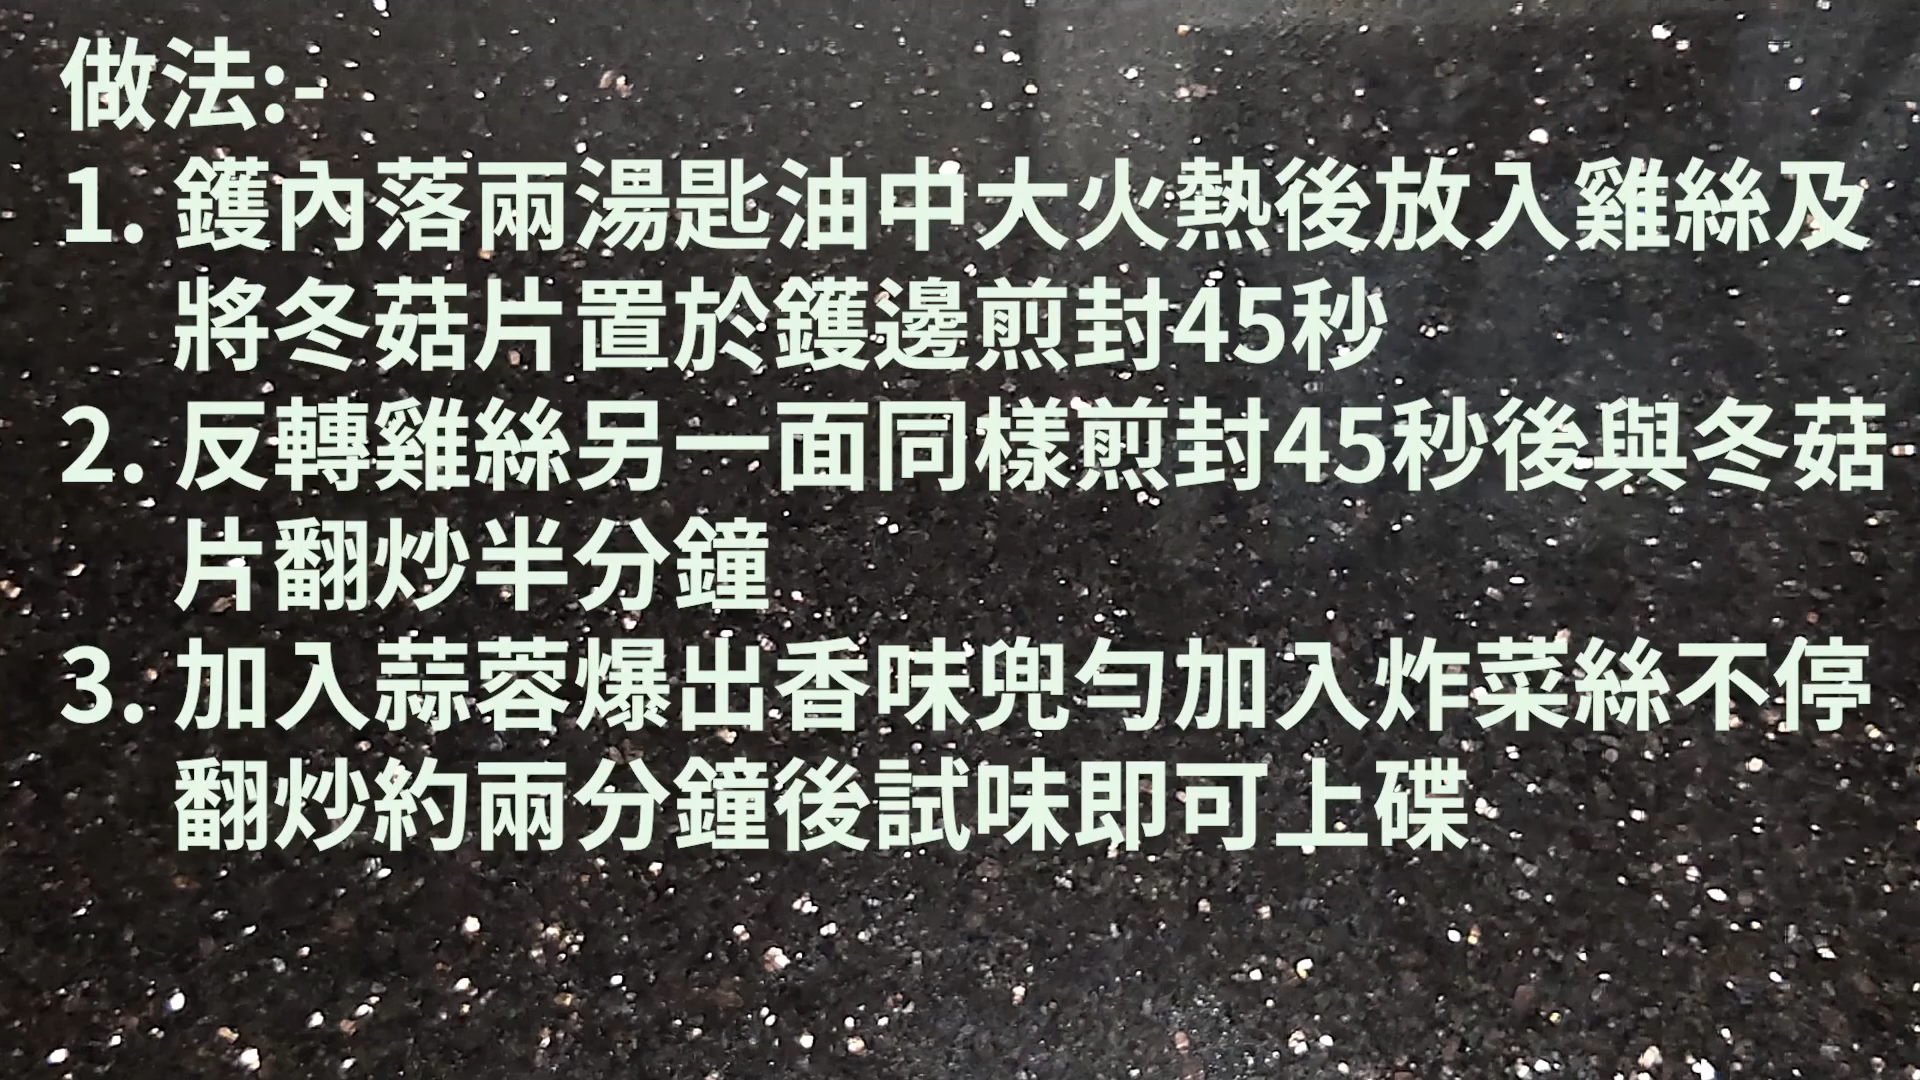 做法:-
1. 鑊內落兩湯匙油中大火熱後放入雞絲及
將冬菇片置於鑊邊煎封45秒
2. 反轉雞絲另一面同樣煎封45秒後與冬菇
片翻炒半分鐘
3. 加入蒜蓉爆出香味兜勻加入炸菜絲不停
翻炒約兩分鐘後試味即可上碟